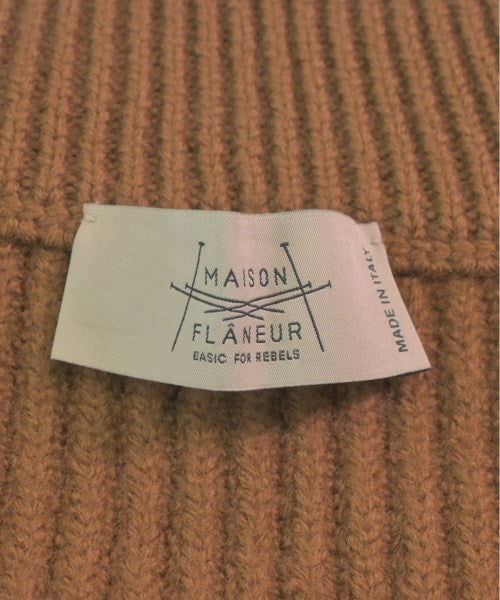 MAISON
FLÂNEUR
BASIC FOR REBELS
MADE IN ITALY